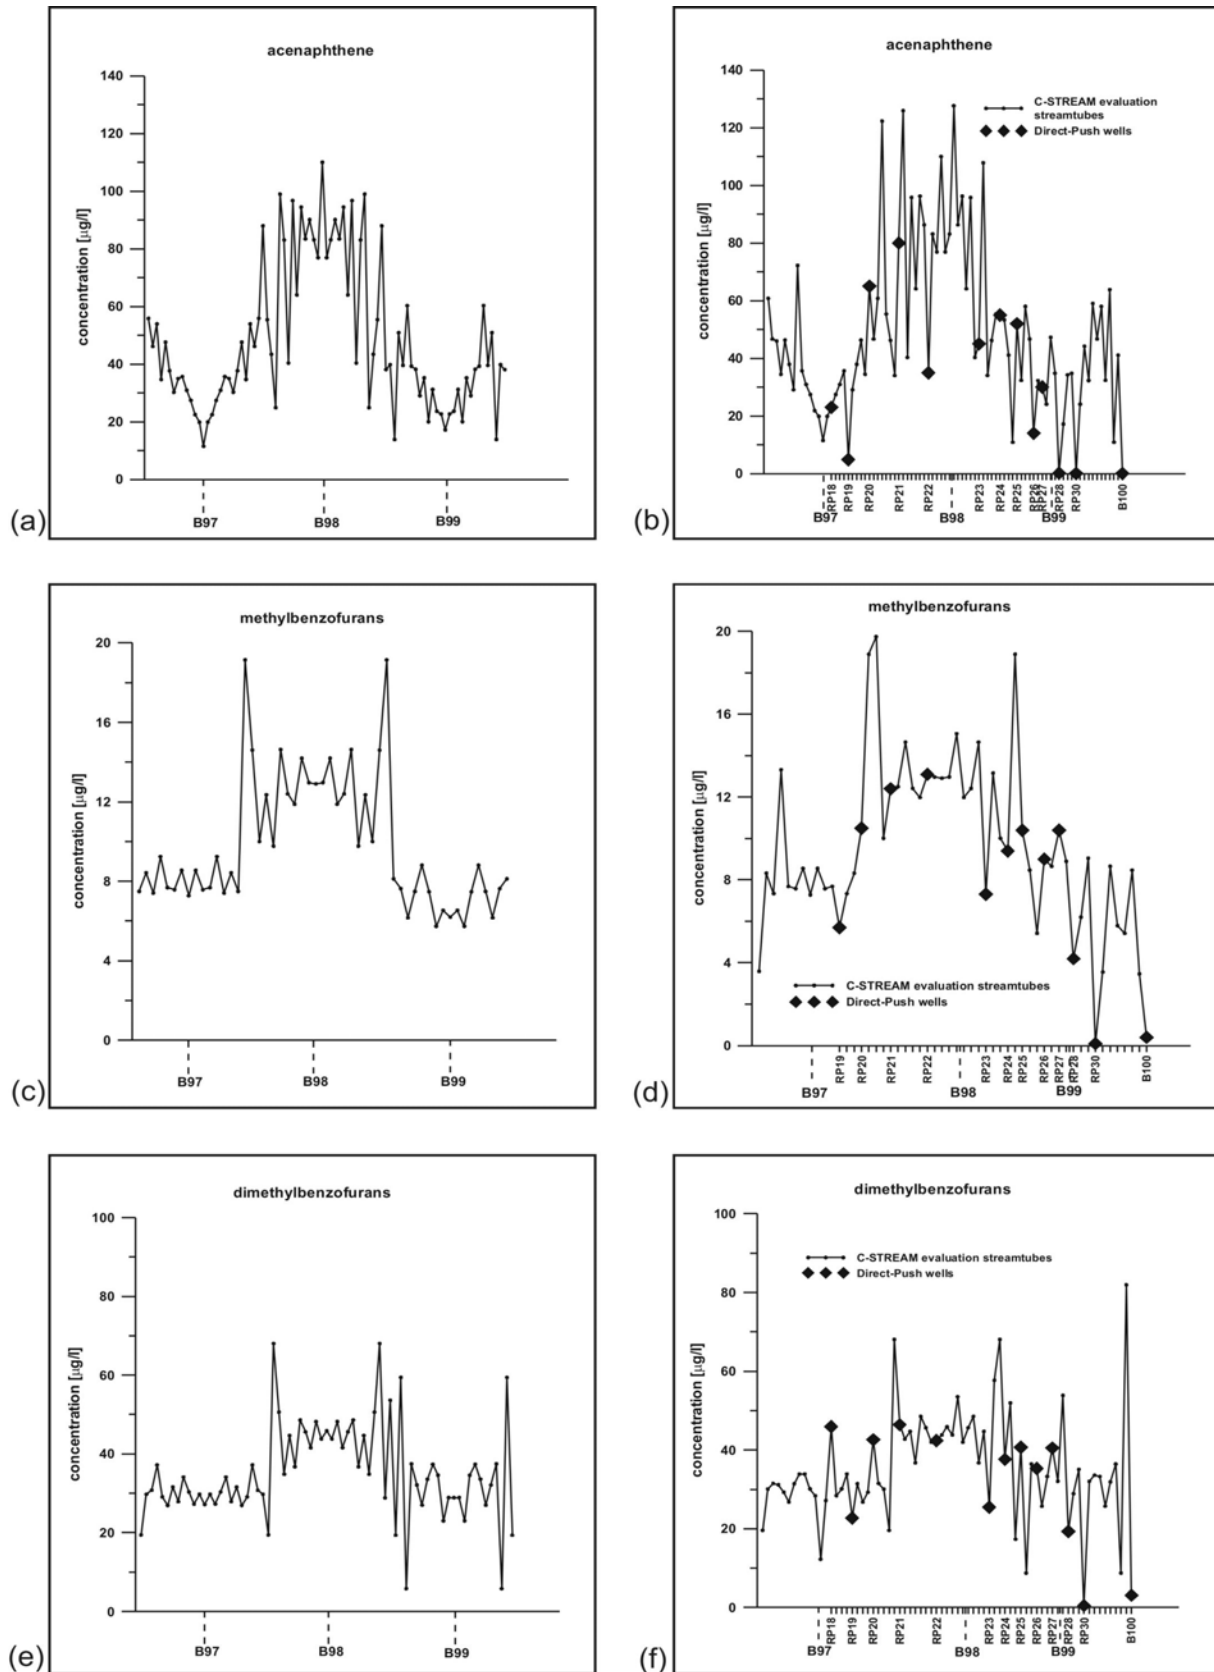 acenaphthene
140
120
100
80
60
40
20
0
concentration [µg/l]
B97
B98
B99
(a)
acenaphthene
140
120
100
80
60
40
20
0
concentration [µg/l]
C-STREAM evaluation
streamtubes
Direct-Push wells
RP18
RP19
RP20
RP21
RP22
RP23
RP24
RP25
RP26
RP27
RP28
RP30
B100
B97
B98
B99
(b)
methylbenzofurans
20
16
12
8
4
0
concentration [µg/l]
B97
B98
B99
(c)
methylbenzofurans
20
16
12
8
4
0
concentration [µg/l]
C-STREAM evaluation streamtubes
Direct-Push wells
RP19
RP20
RP21
RP22
RP23
RP24
RP25
RP26
RP27
RP28
RP30
B100
B97
B98
B99
(d)
dimethylbenzofurans
100
80
60
40
20
0
concentration [µg/l]
B97
B98
B99
(e)
dimethylbenzofurans
100
80
60
40
20
0
concentration [µg/l]
C-STREAM evaluation streamtubes
Direct-Push wells
RP18
RP19
RP20
RP21
RP22
RP23
RP24
RP25
RP26
RP27
RP28
RP30
B100
B97
B98
B99
(f)